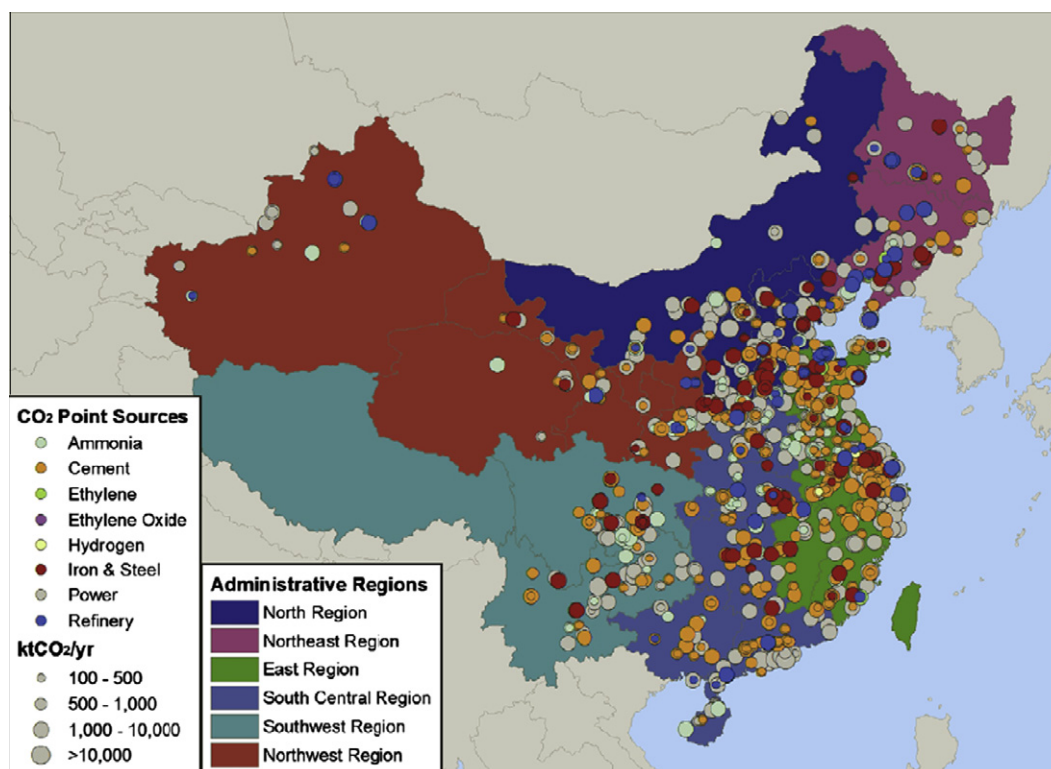 CO2 Point Sources
Ammonia
Cement
Ethylene
Ethylene Oxide
Hydrogen
Iron & Steel
Power
Refinery
ktCO2/yr
100 - 500
500 - 1,000
1,000 - 10,000
>10,000
Administrative Regions
North Region
Northeast Region
East Region
South Central Region
Southwest Region
Northwest Region